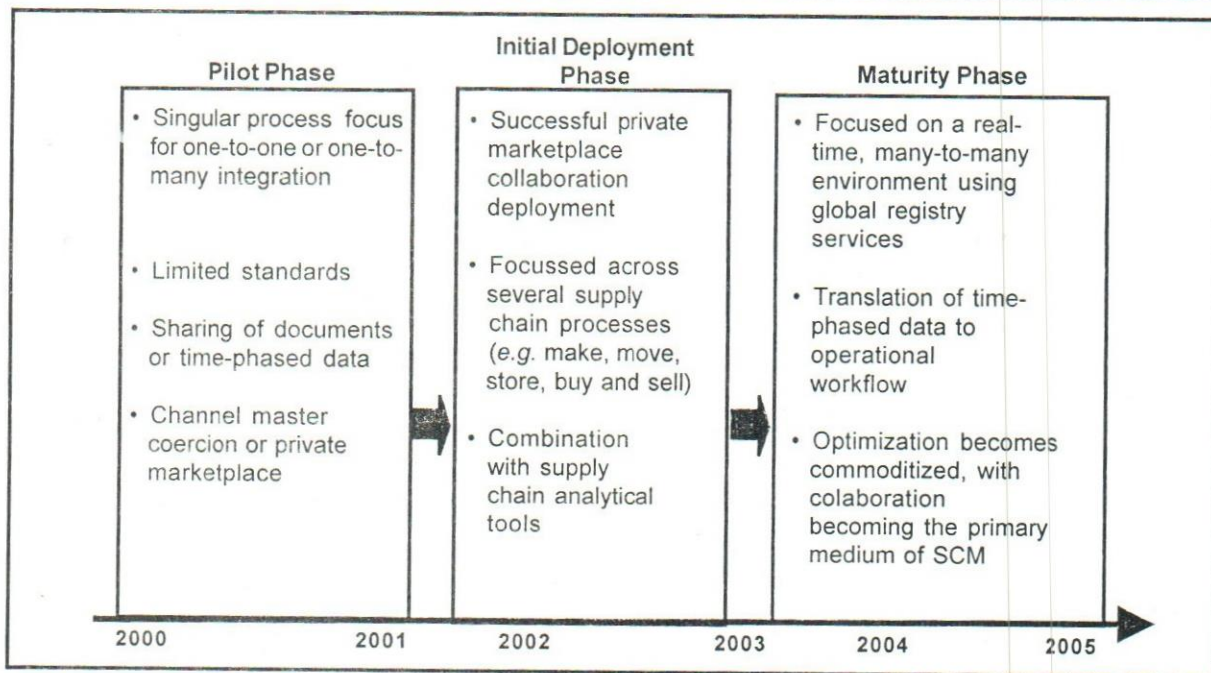 Pilot Phase
• Singular process focus
for one-to-one or one-to-
many integration
• Limited standards
• Sharing of documents
or time-phased data
• Channel master
coercion or private
marketplace
Initial Deployment
Phase
• Successful private
marketplace
collaboration
deployment
• Focussed across
several supply
chain processes
(e.g. make, move,
store, buy and sell)
• Combination
with supply
chain analytical
tools
Maturity Phase
• Focused on a real-
time, many-to-many
environment using
global registry
services
• Translation of time-
phased data to
operational
workflow
• Optimization becomes
commoditized, with
colaboration
becoming the primary
medium of SCM
2000 2001 2002 2003 2004 2005